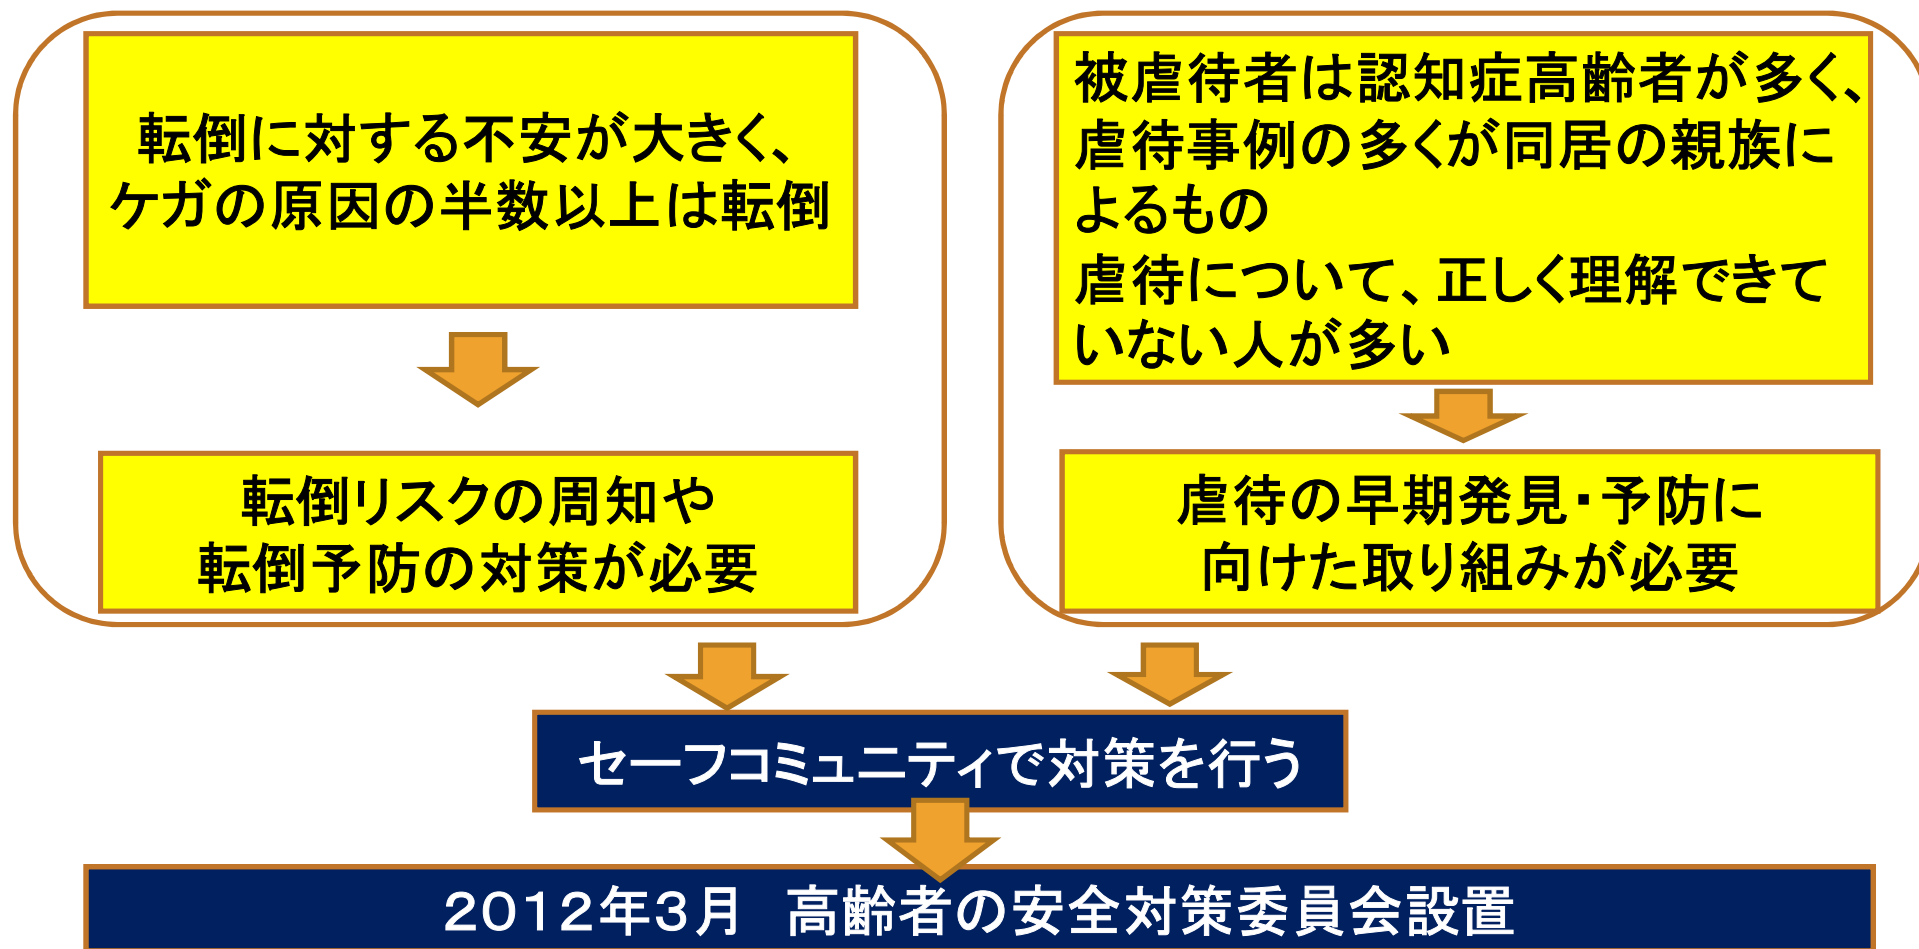 転倒に対する不安が大きく、
ケガの原因の半数以上は転倒
転倒リスクの周知や
転倒予防の対策が必要
被虐待者は認知症高齢者が多く、
虐待事例の多くが同居の親族に
よるもの
虐待について、正しく理解できて
いない人が多い
虐待の早期発見・予防に
向けた取り組みが必要
セーフコミュニティで対策を行う
2012年3月　高齢者の安全対策委員会設置